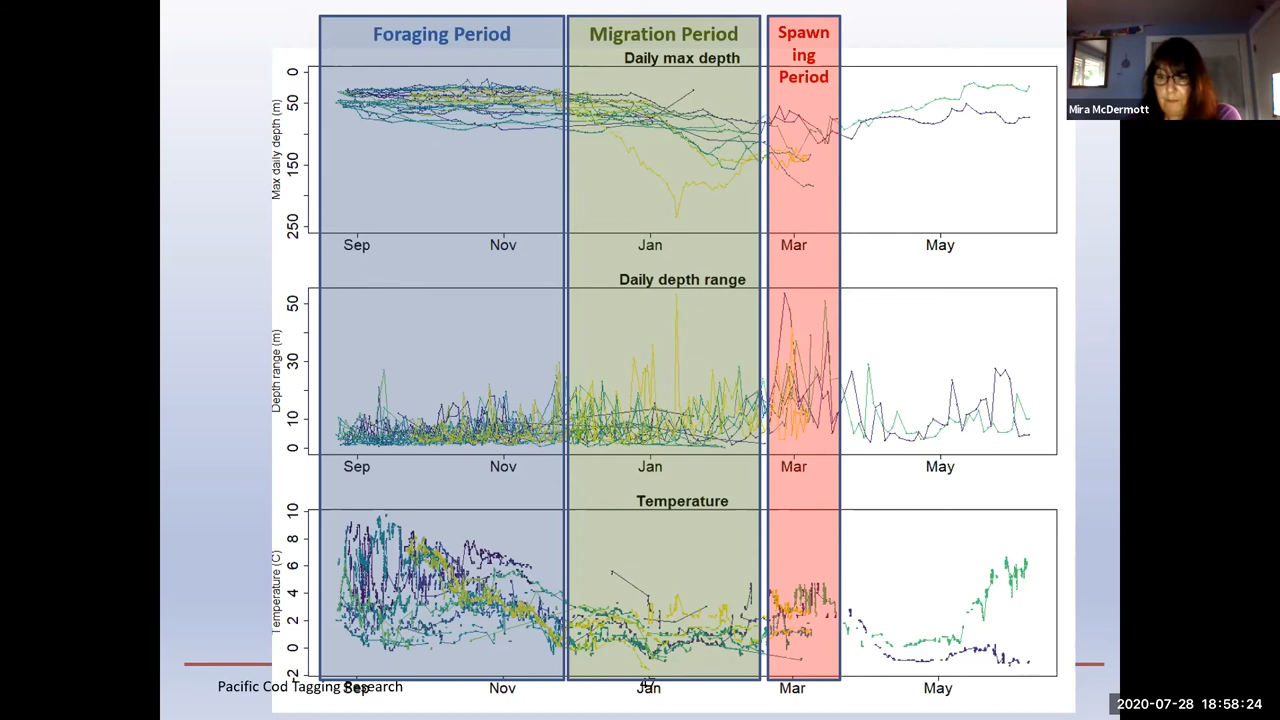 Foraging Period
Migration Period
Spawn
ing
Period
Mira McDermott
Daily max depth
Max daily depth (m)
0
50
150
250
Sep
Nov
Jan
Mar
May
Daily depth range
Depth range (m)
50
30
10
0
Sep
Nov
Jan
Mar
May
Temperature
Temperature (C)
10
8
6
4
2
0
-2
Sep
Nov
Jan
Mar
May
Pacific Cod Tagging Research
47
2020-07-28 18:58:24